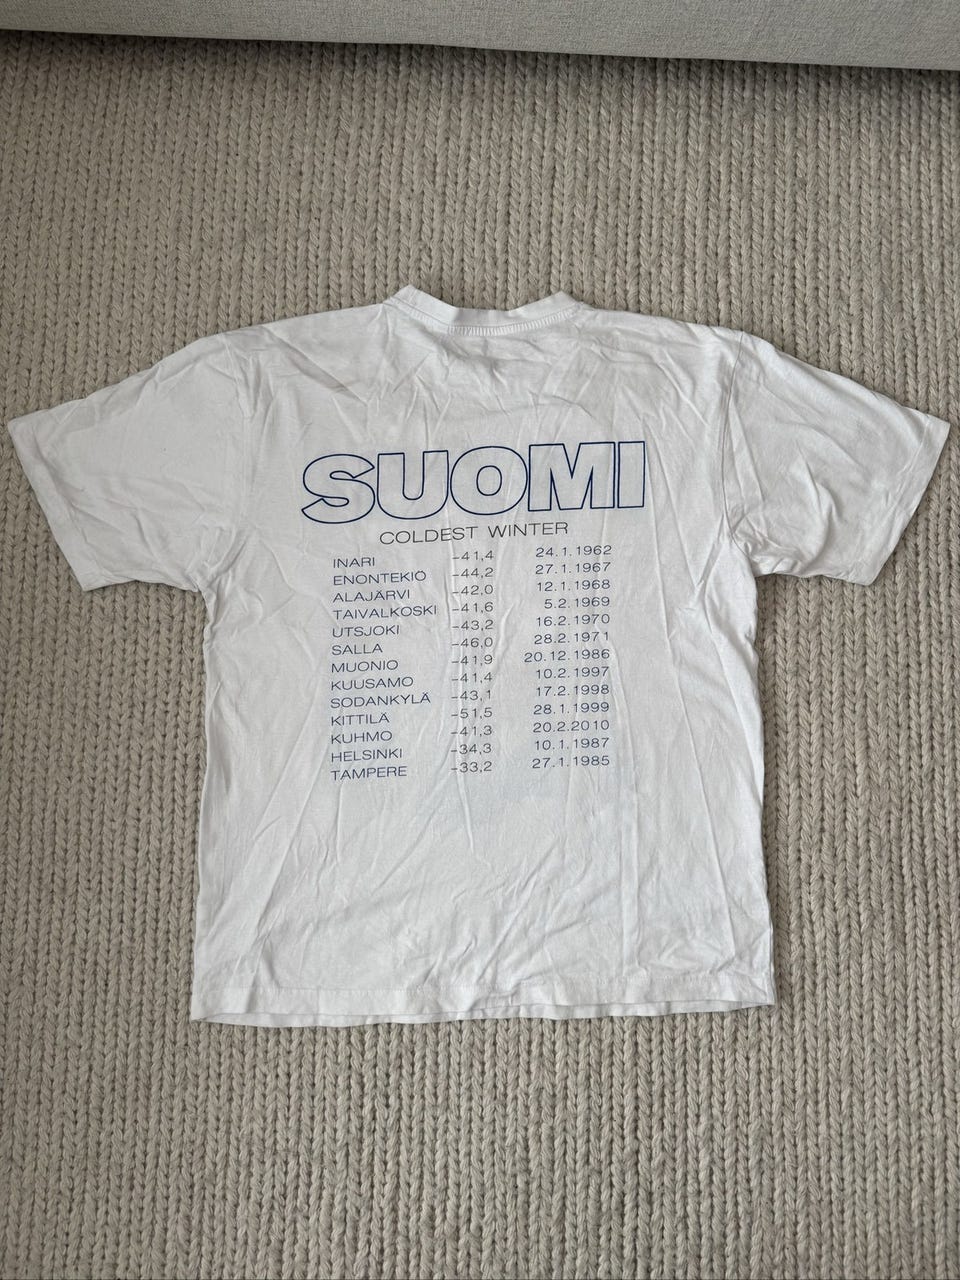 SUOMI
COLDEST WINTER
INARI -41,4 24.1.1962
ENONTEKIÖ -44,2 27.1.1967
ALAJÄRVI -42,0 12.1.1968
TAIVALKOSKI -41,6 5.2.1969
UTSJOKI -43,2 16.2.1970
SALLA -46,0 28.2.1971
MUONIO -41,9 20.12.1986
KUUSAMO -41,4 10.2.1997
SODANKYLÄ -43,1 17.2.1998
KITTILÄ -51,5 28.1.1999
KUHMO -41,3 20.2.2010
HELSINKI -34,3 10.1.1987
TAMPERE -33,2 27.1.1985